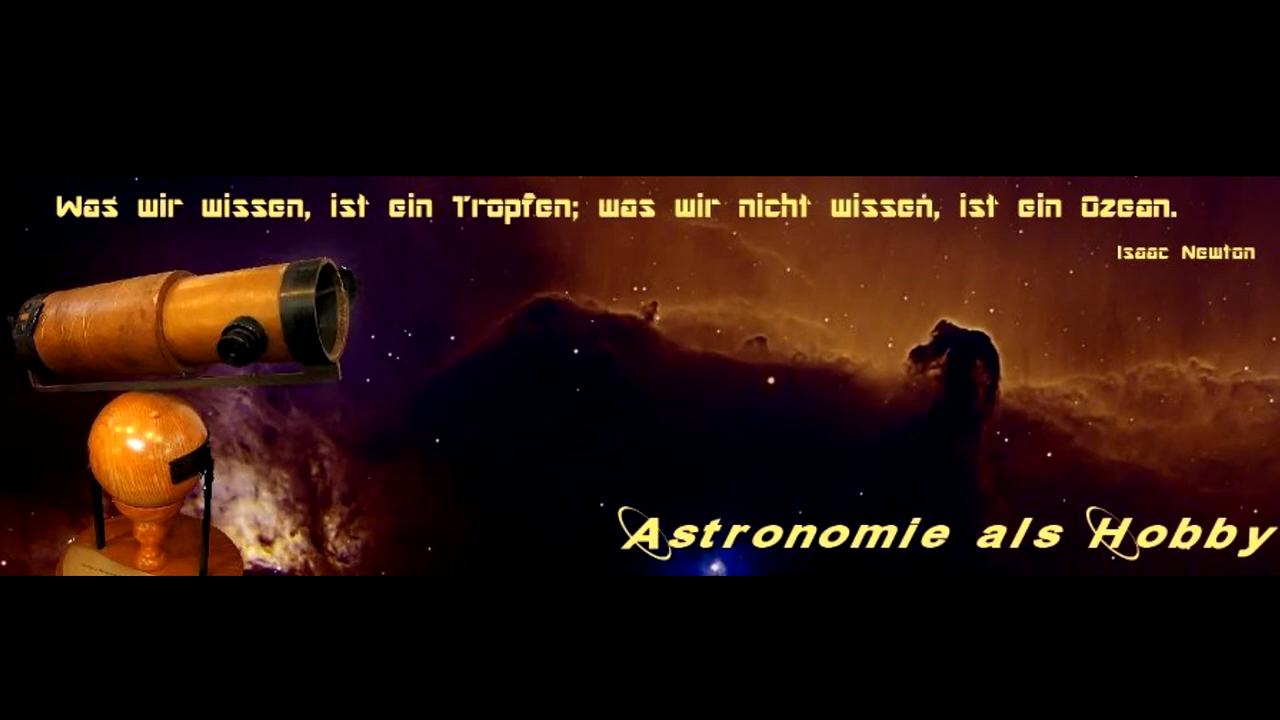 Was wir wissen, ist ein Tropfen; was wir nicht wissen, ist ein Ozean.
Isaac Newton
Astronomie als Hobby